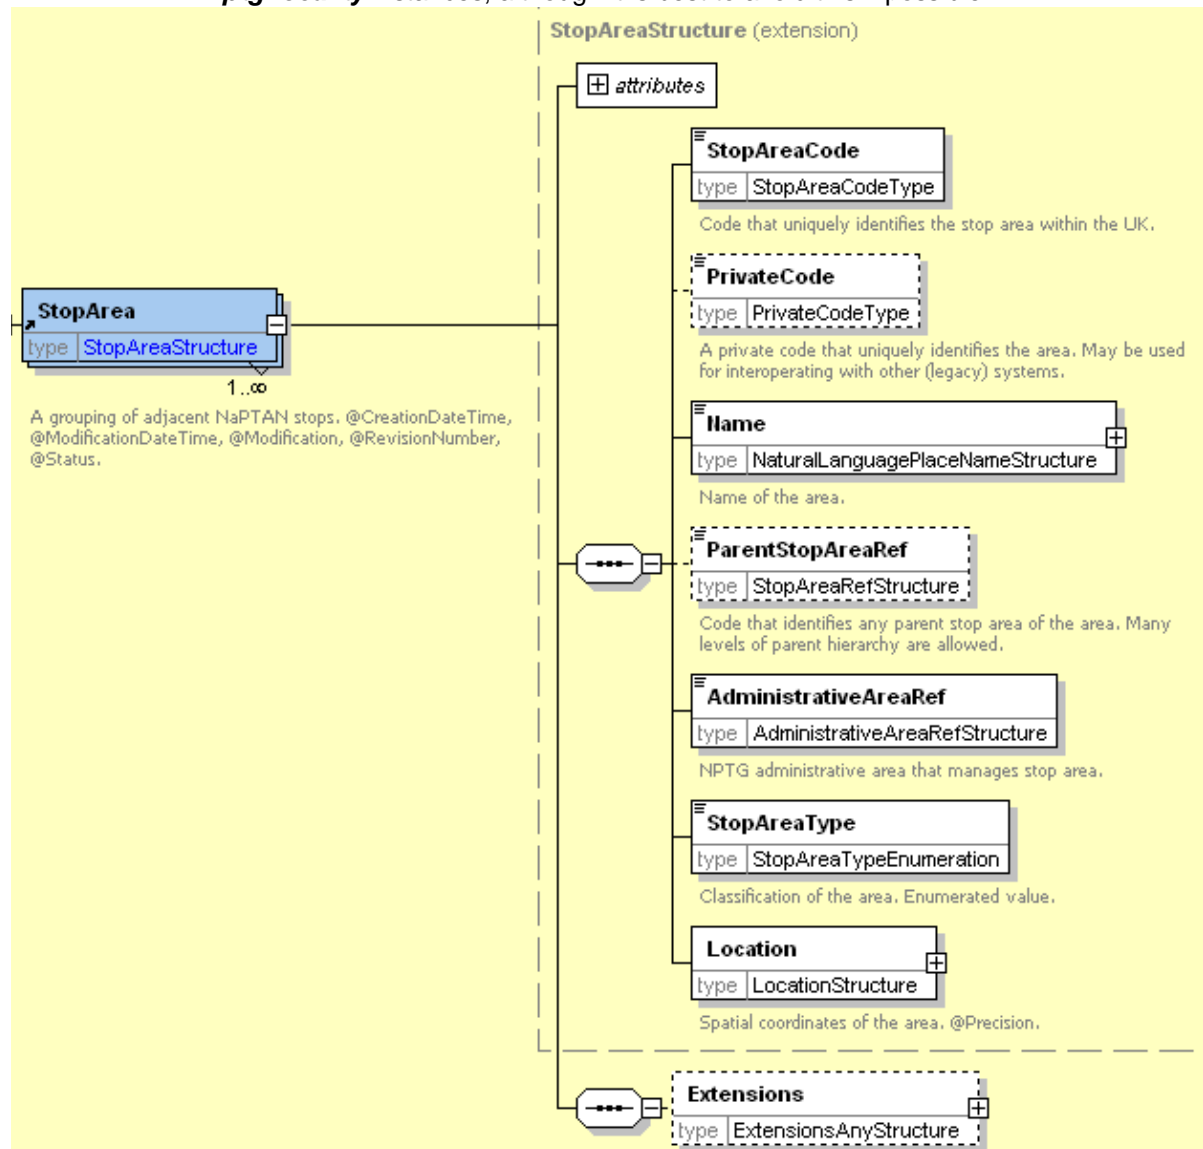 StopAreaStructure (extension)
attributes
StopAreaCode
type StopAreaCodeType
Code that uniquely identifies the stop area within the UK.
PrivateCode
type PrivateCodeType
A private code that uniquely identifies the area. May be used
for interoperating with other (legacy) systems.
StopArea
type StopAreaStructure
1..∞
A grouping of adjacent NaPTAN stops. @CreationDateTime,
@ModificationDateTime, @Modification, @RevisionNumber,
@Status.
Name
type NaturalLanguagePlaceNameStructure
Name of the area.
ParentStopAreaRef
type StopAreaRefStructure
Code that identifies any parent stop area of the area. Many
levels of parent hierarchy are allowed.
AdministrativeAreaRef
type AdministrativeAreaRefStructure
NPTG administrative area that manages stop area.
StopAreaType
type StopAreaTypeEnumeration
Classification of the area. Enumerated value.
Location
type LocationStructure
Spatial coordinates of the area. @Precision.
Extensions
type ExtensionsAnyStructure